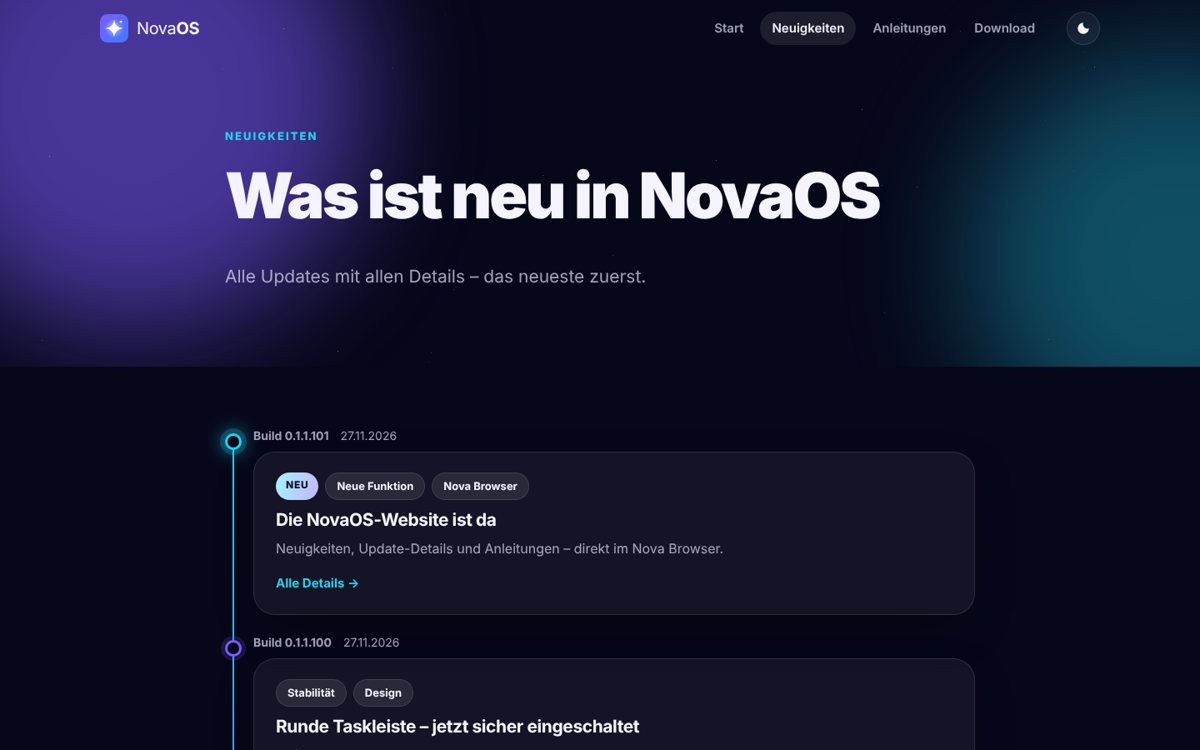 NovaOS
Start
Neuigkeiten
Anleitungen
Download
NEUIGKEITEN
Was ist neu in NovaOS
Alle Updates mit allen Details – das neueste zuerst.
Build 0.1.1.101 27.11.2026
NEU Neue Funktion Nova Browser
Die NovaOS-Website ist da
Neuigkeiten, Update-Details und Anleitungen – direkt im Nova Browser.
Alle Details →
Build 0.1.1.100 27.11.2026
Stabilität Design
Runde Taskleiste – jetzt sicher eingeschaltet